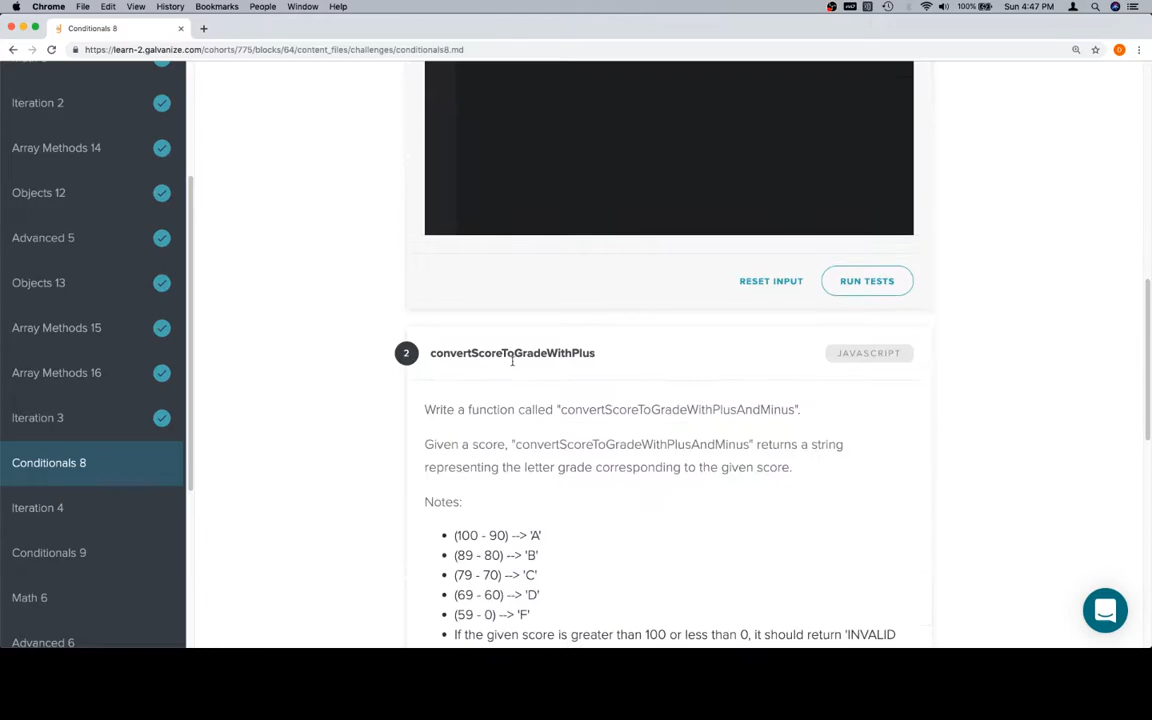 Chrome File Edit View History Bookmarks People Window Help 100% Sun 4:47 PM
Conditionals 8
https://learn-2.galvanize.com/cohorts/775/blocks/64/content_files/challenges/conditionals8.md
Iteration 2
Array Methods 14
Objects 12
Advanced 5
Objects 13
Array Methods 15
Array Methods 16
Iteration 3
Conditionals 8
Iteration 4
Conditionals 9
Math 6
Advanced 6
RESET INPUT RUN TESTS
2 convertScoreToGradeWithPlus JAVASCRIPT
Write a function called "convertScoreToGradeWithPlusAndMinus".
Given a score, "convertScoreToGradeWithPlusAndMinus" returns a string
representing the letter grade corresponding to the given score.
Notes:
• (100 - 90) --> 'A'
• (89 - 80) --> 'B'
• (79 - 70) --> 'C'
• (69 - 60) --> 'D'
• (59 - 0) --> 'F'
• If the given score is greater than 100 or less than 0, it should return 'INVALID